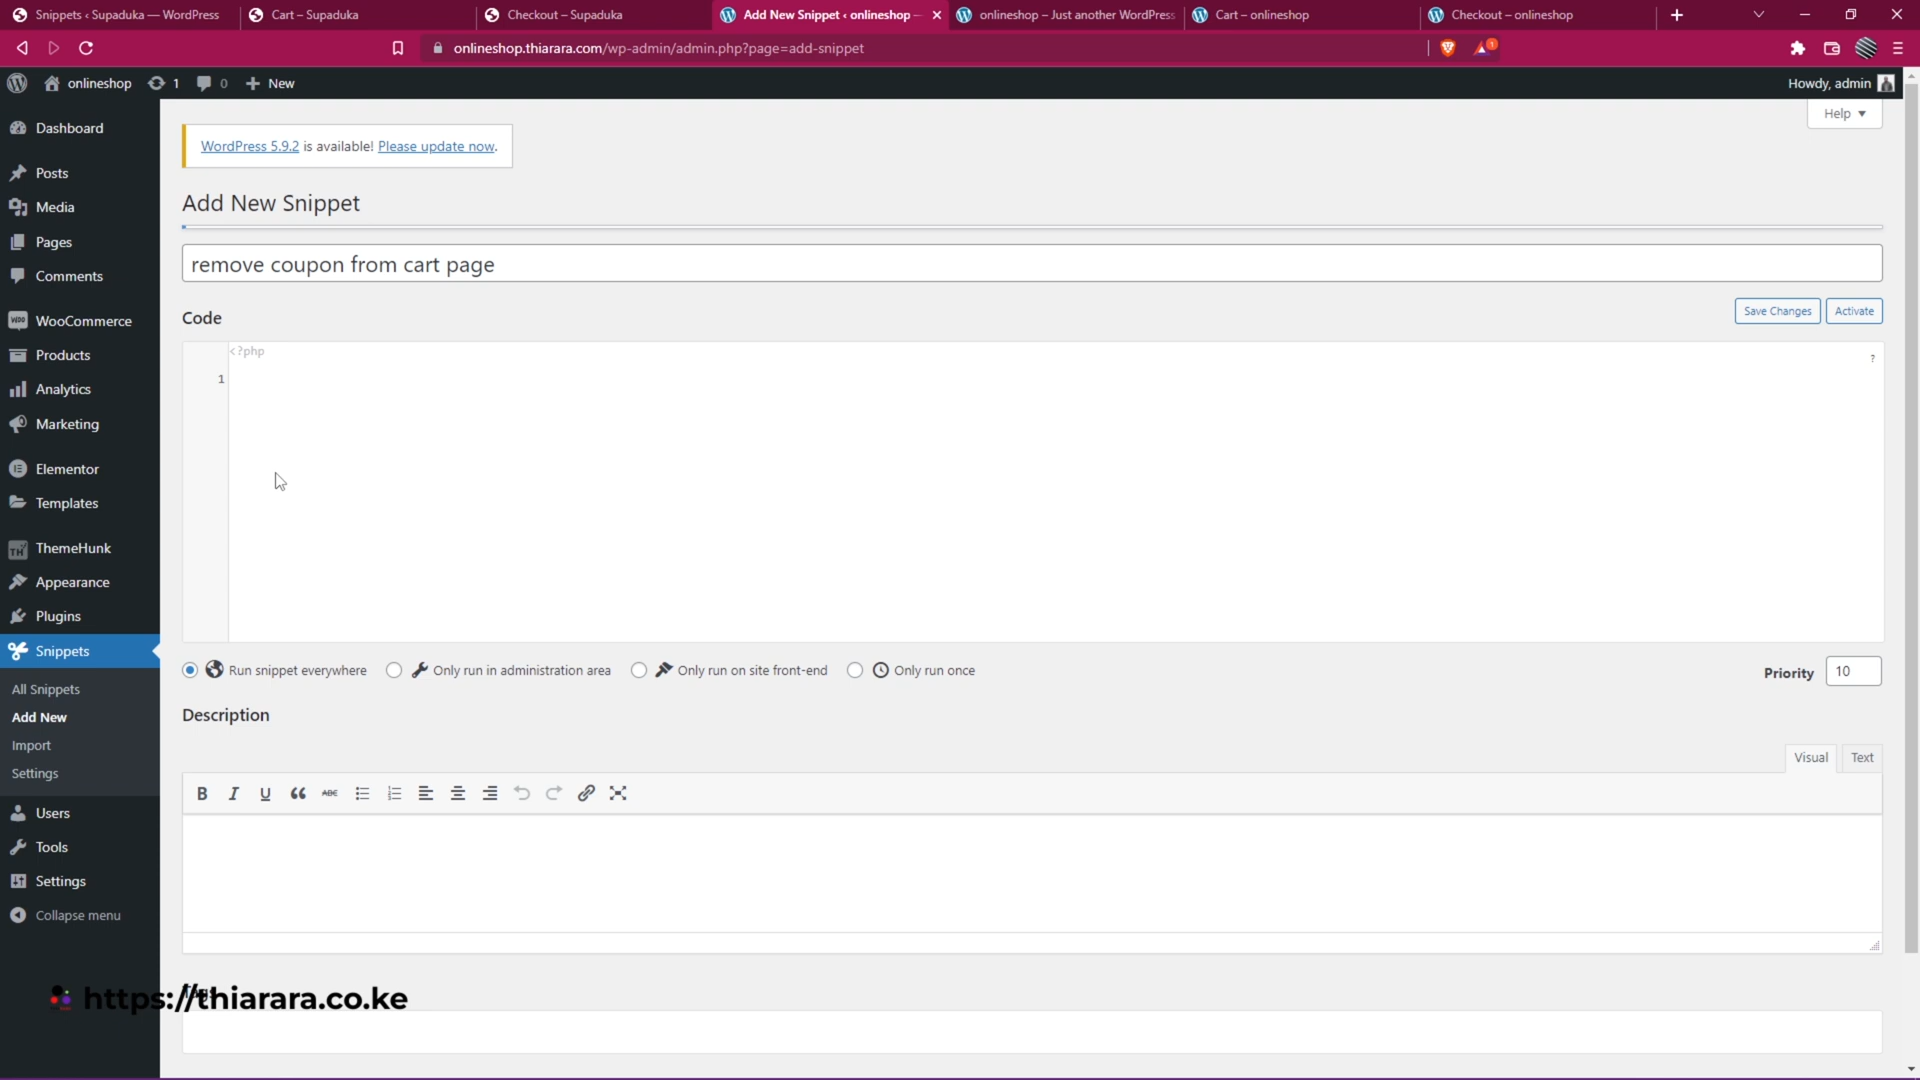 Snippets ‹ Supaduka — WordPress
Cart – Supaduka
Checkout – Supaduka
Add New Snippet ‹ onlineshop —
onlineshop – Just another WordPress
Cart – onlineshop
Checkout – onlineshop
onlineshop.thiarara.com/wp-admin/admin.php?page=add-snippet
1
onlineshop
1
0
New
Howdy, admin
Help
Dashboard
Posts
Media
Pages
Comments
WooCommerce
Products
Analytics
Marketing
Elementor
Templates
ThemeHunk
Appearance
Plugins
Snippets
All Snippets
Add New
Import
Settings
Users
Tools
Settings
Collapse menu
WordPress 5.9.2 is available! Please update now.
Add New Snippet
remove coupon from cart page
Code
Save Changes
Activate
<?php
?
1
Run snippet everywhere
Only run in administration area
Only run on site front-end
Only run once
Priority
10
Description
Visual
Text
B I U ABC
https://thiarara.co.ke